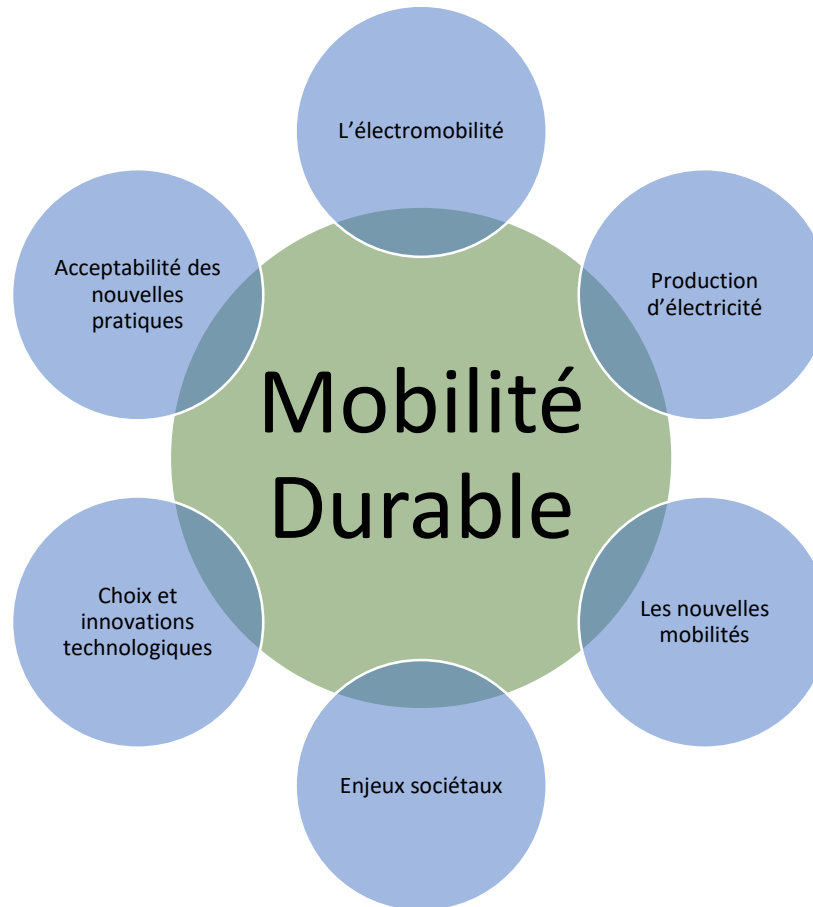 L’électromobilité
Production
d’électricité
Les nouvelles
mobilités
Enjeux sociétaux
Choix et
innovations
technologiques
Acceptabilité des
nouvelles
pratiques
Mobilité
Durable